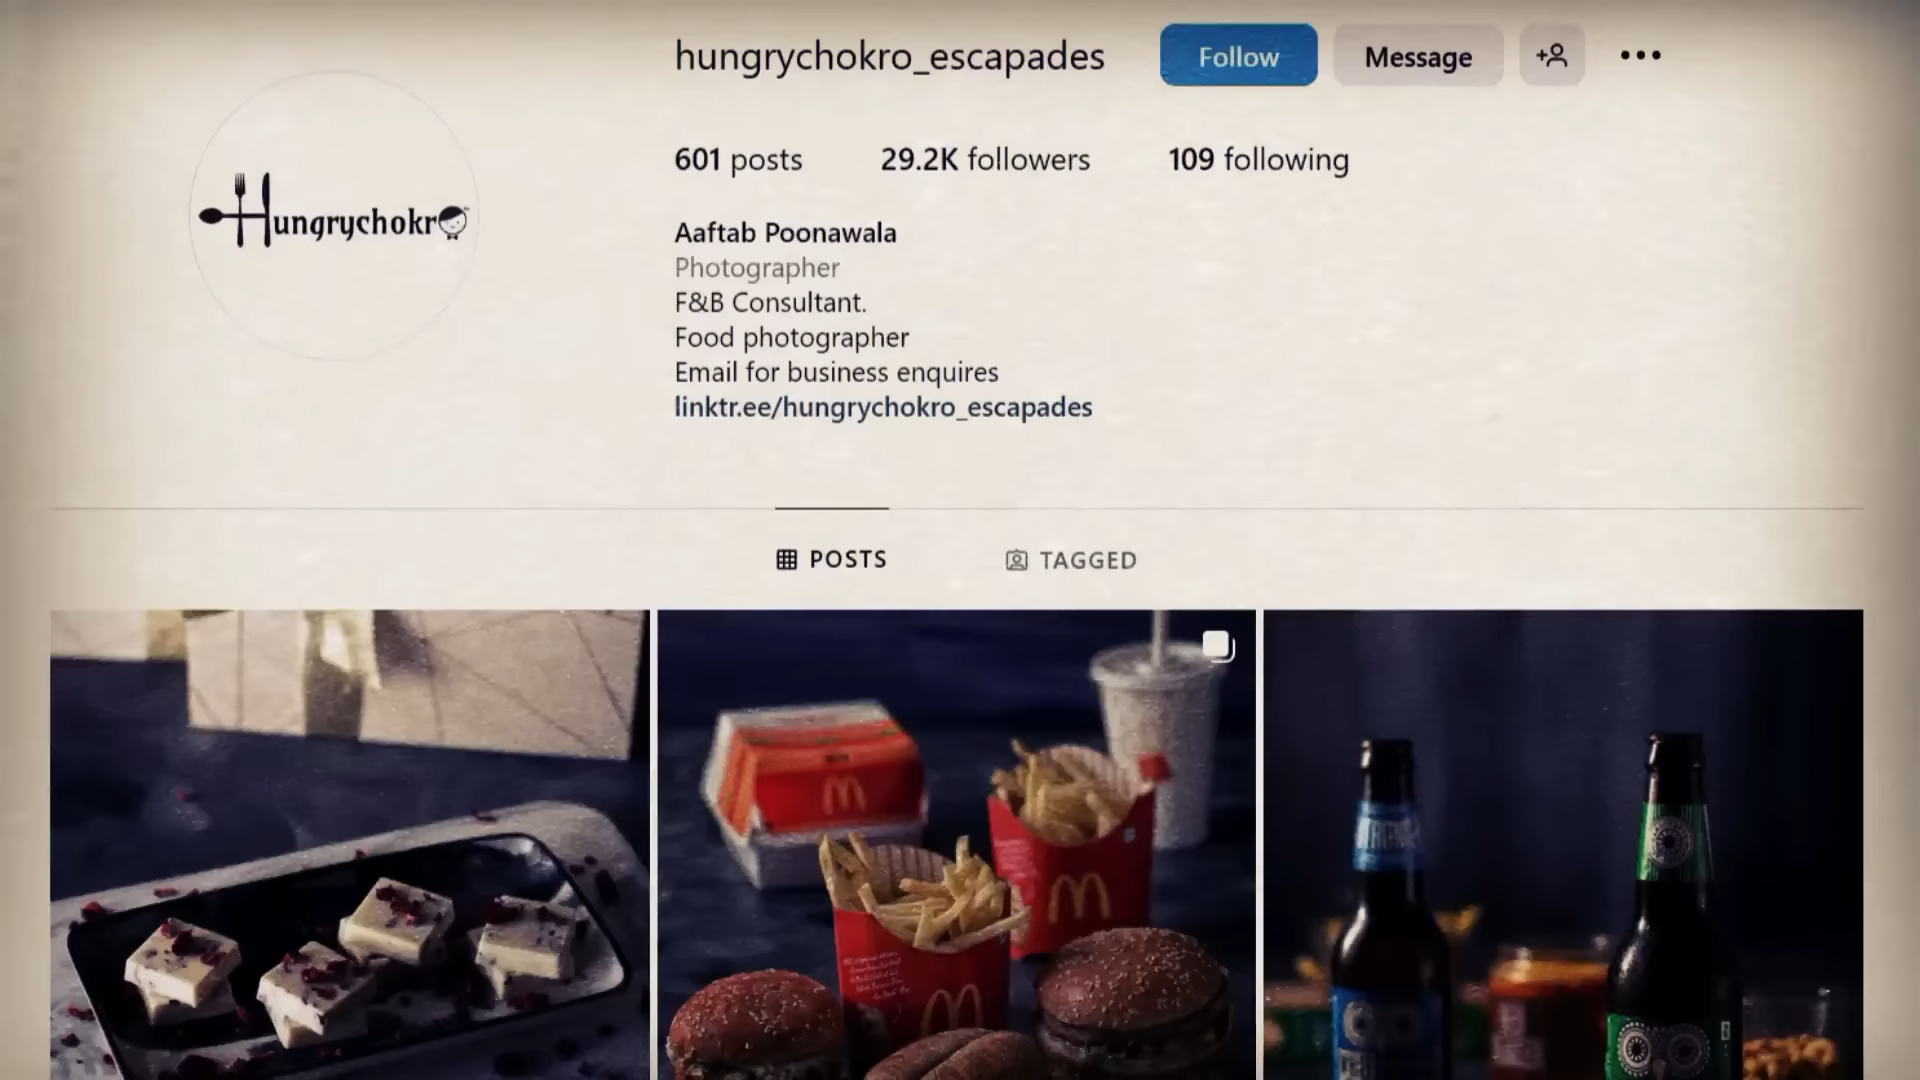 hungrychokro_escapades Follow Message
601 posts 29.2K followers 109 following
Hungrychokro
Aaftab Poonawala
Photographer
F&B Consultant.
Food photographer
Email for business enquires
linktr.ee/hungrychokro_escapades
POSTS TAGGED